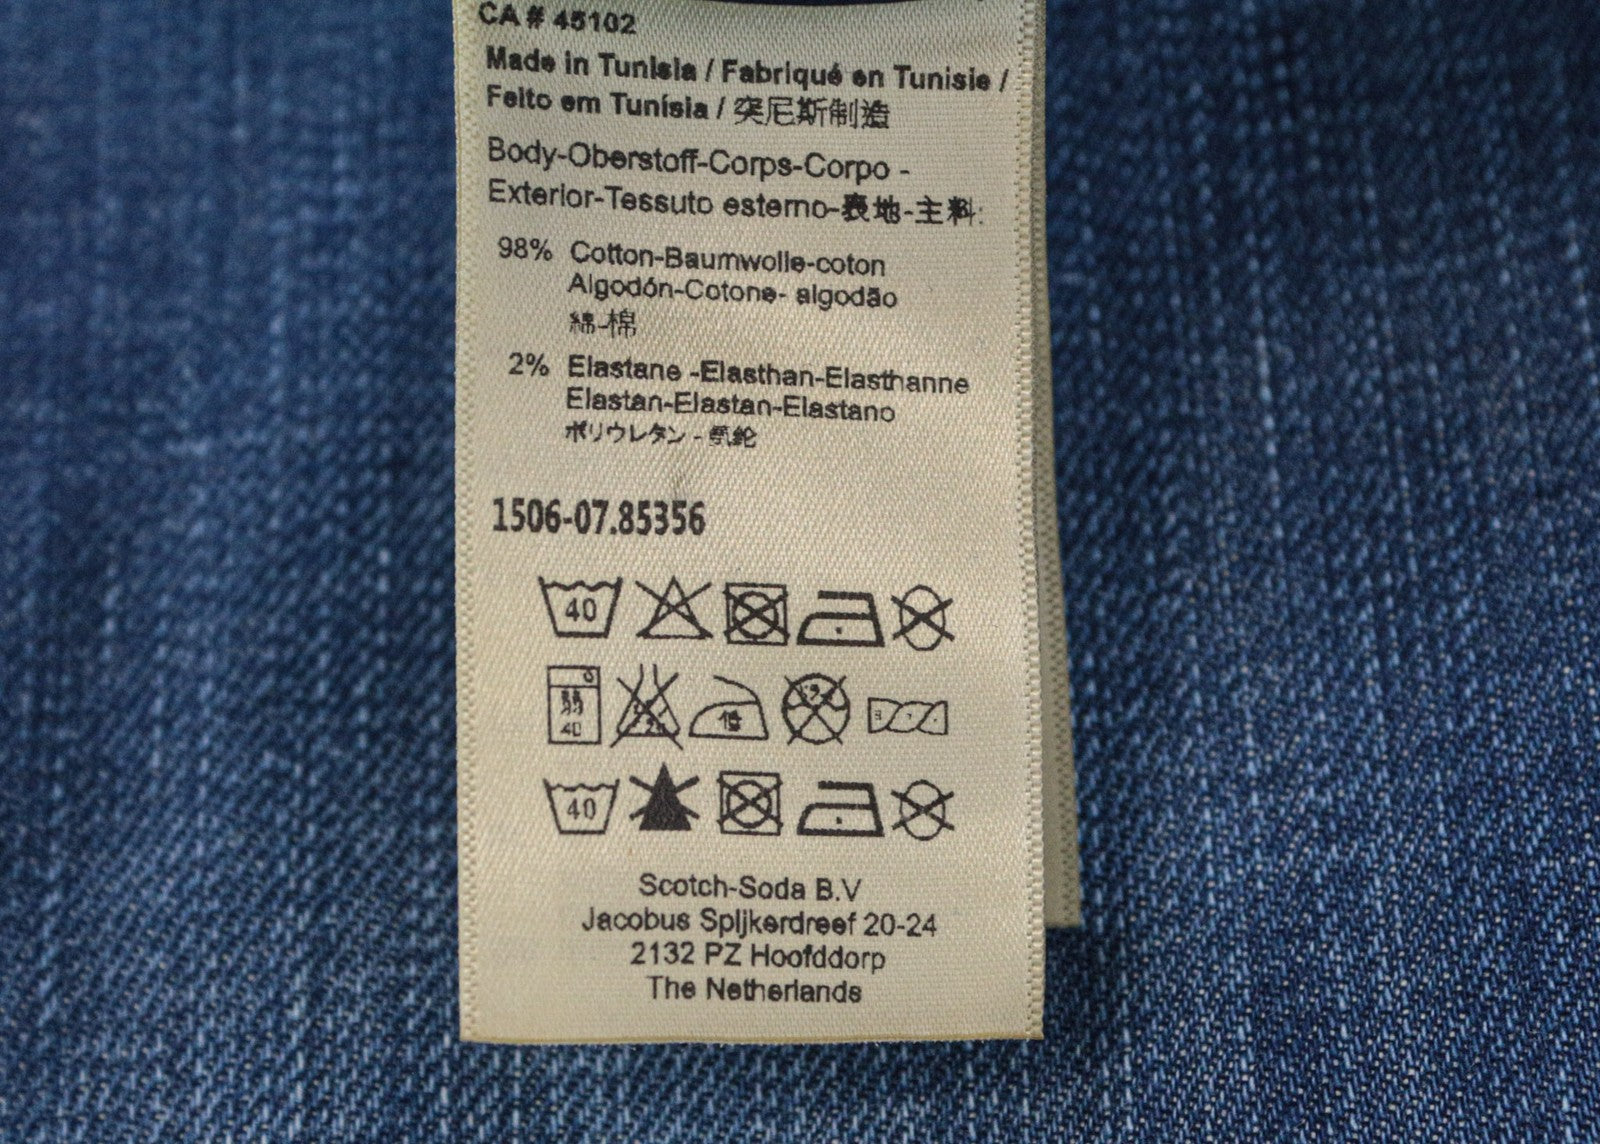 CA # 45102
Made in Tunisia / Fabriqué en Tunisie /
Feito em Tunísia / 突尼斯制造
Body-Oberstoff-Corps-Corpo -
Exterior-Tessuto esterno-表地-主料:
98% Cotton-Baumwolle-coton
Algodón-Cotone- algodão
綿-棉
2% Elastane -Elasthan-Elasthanne
Elastan-Elastan-Elastano
ポリウレタン - 氨纶
1506-07.85356
40
弱
40
低
40
Scotch-Soda B.V
Jacobus Spijkerdreef 20-24
2132 PZ Hoofddorp
The Netherlands